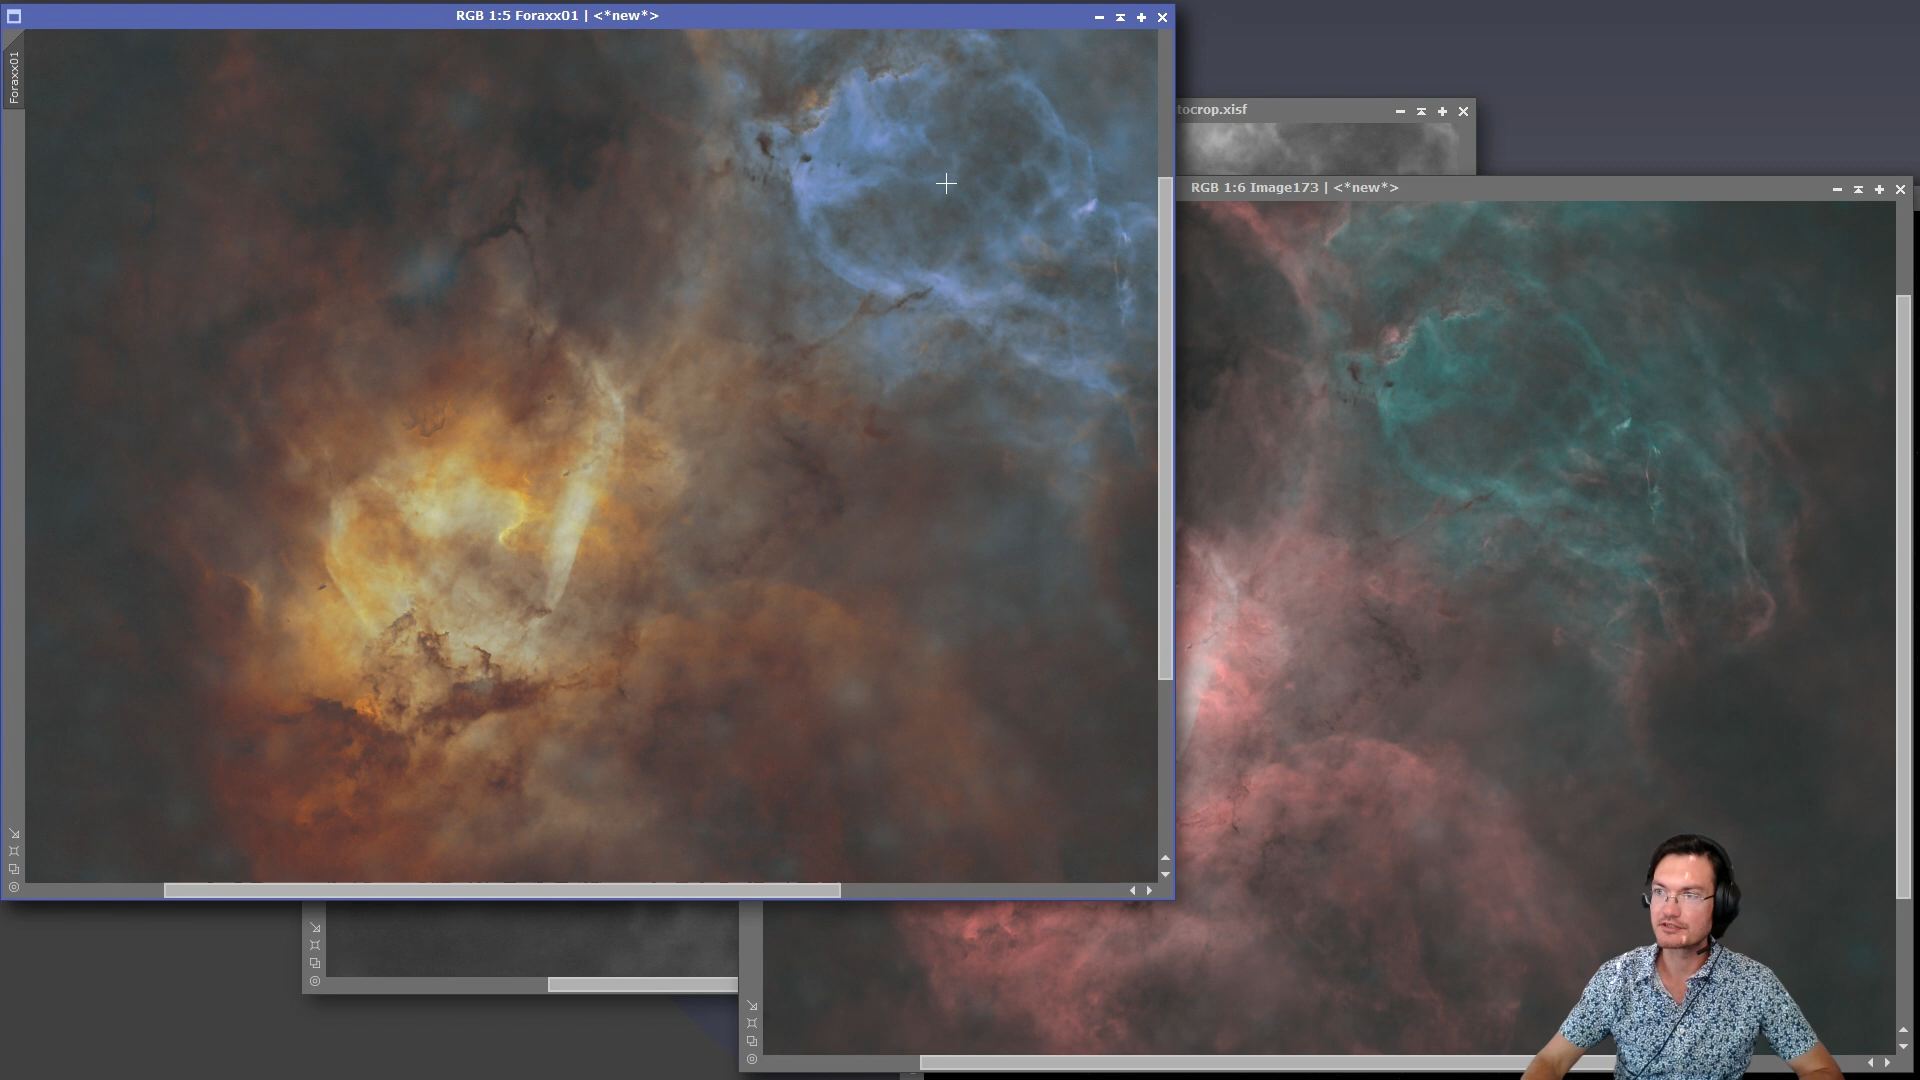 RGB 1:5 Foraxx01 | <*new*>
Foraxx01
tocrop.xisf
RGB 1:6 Image173 | <*new*>